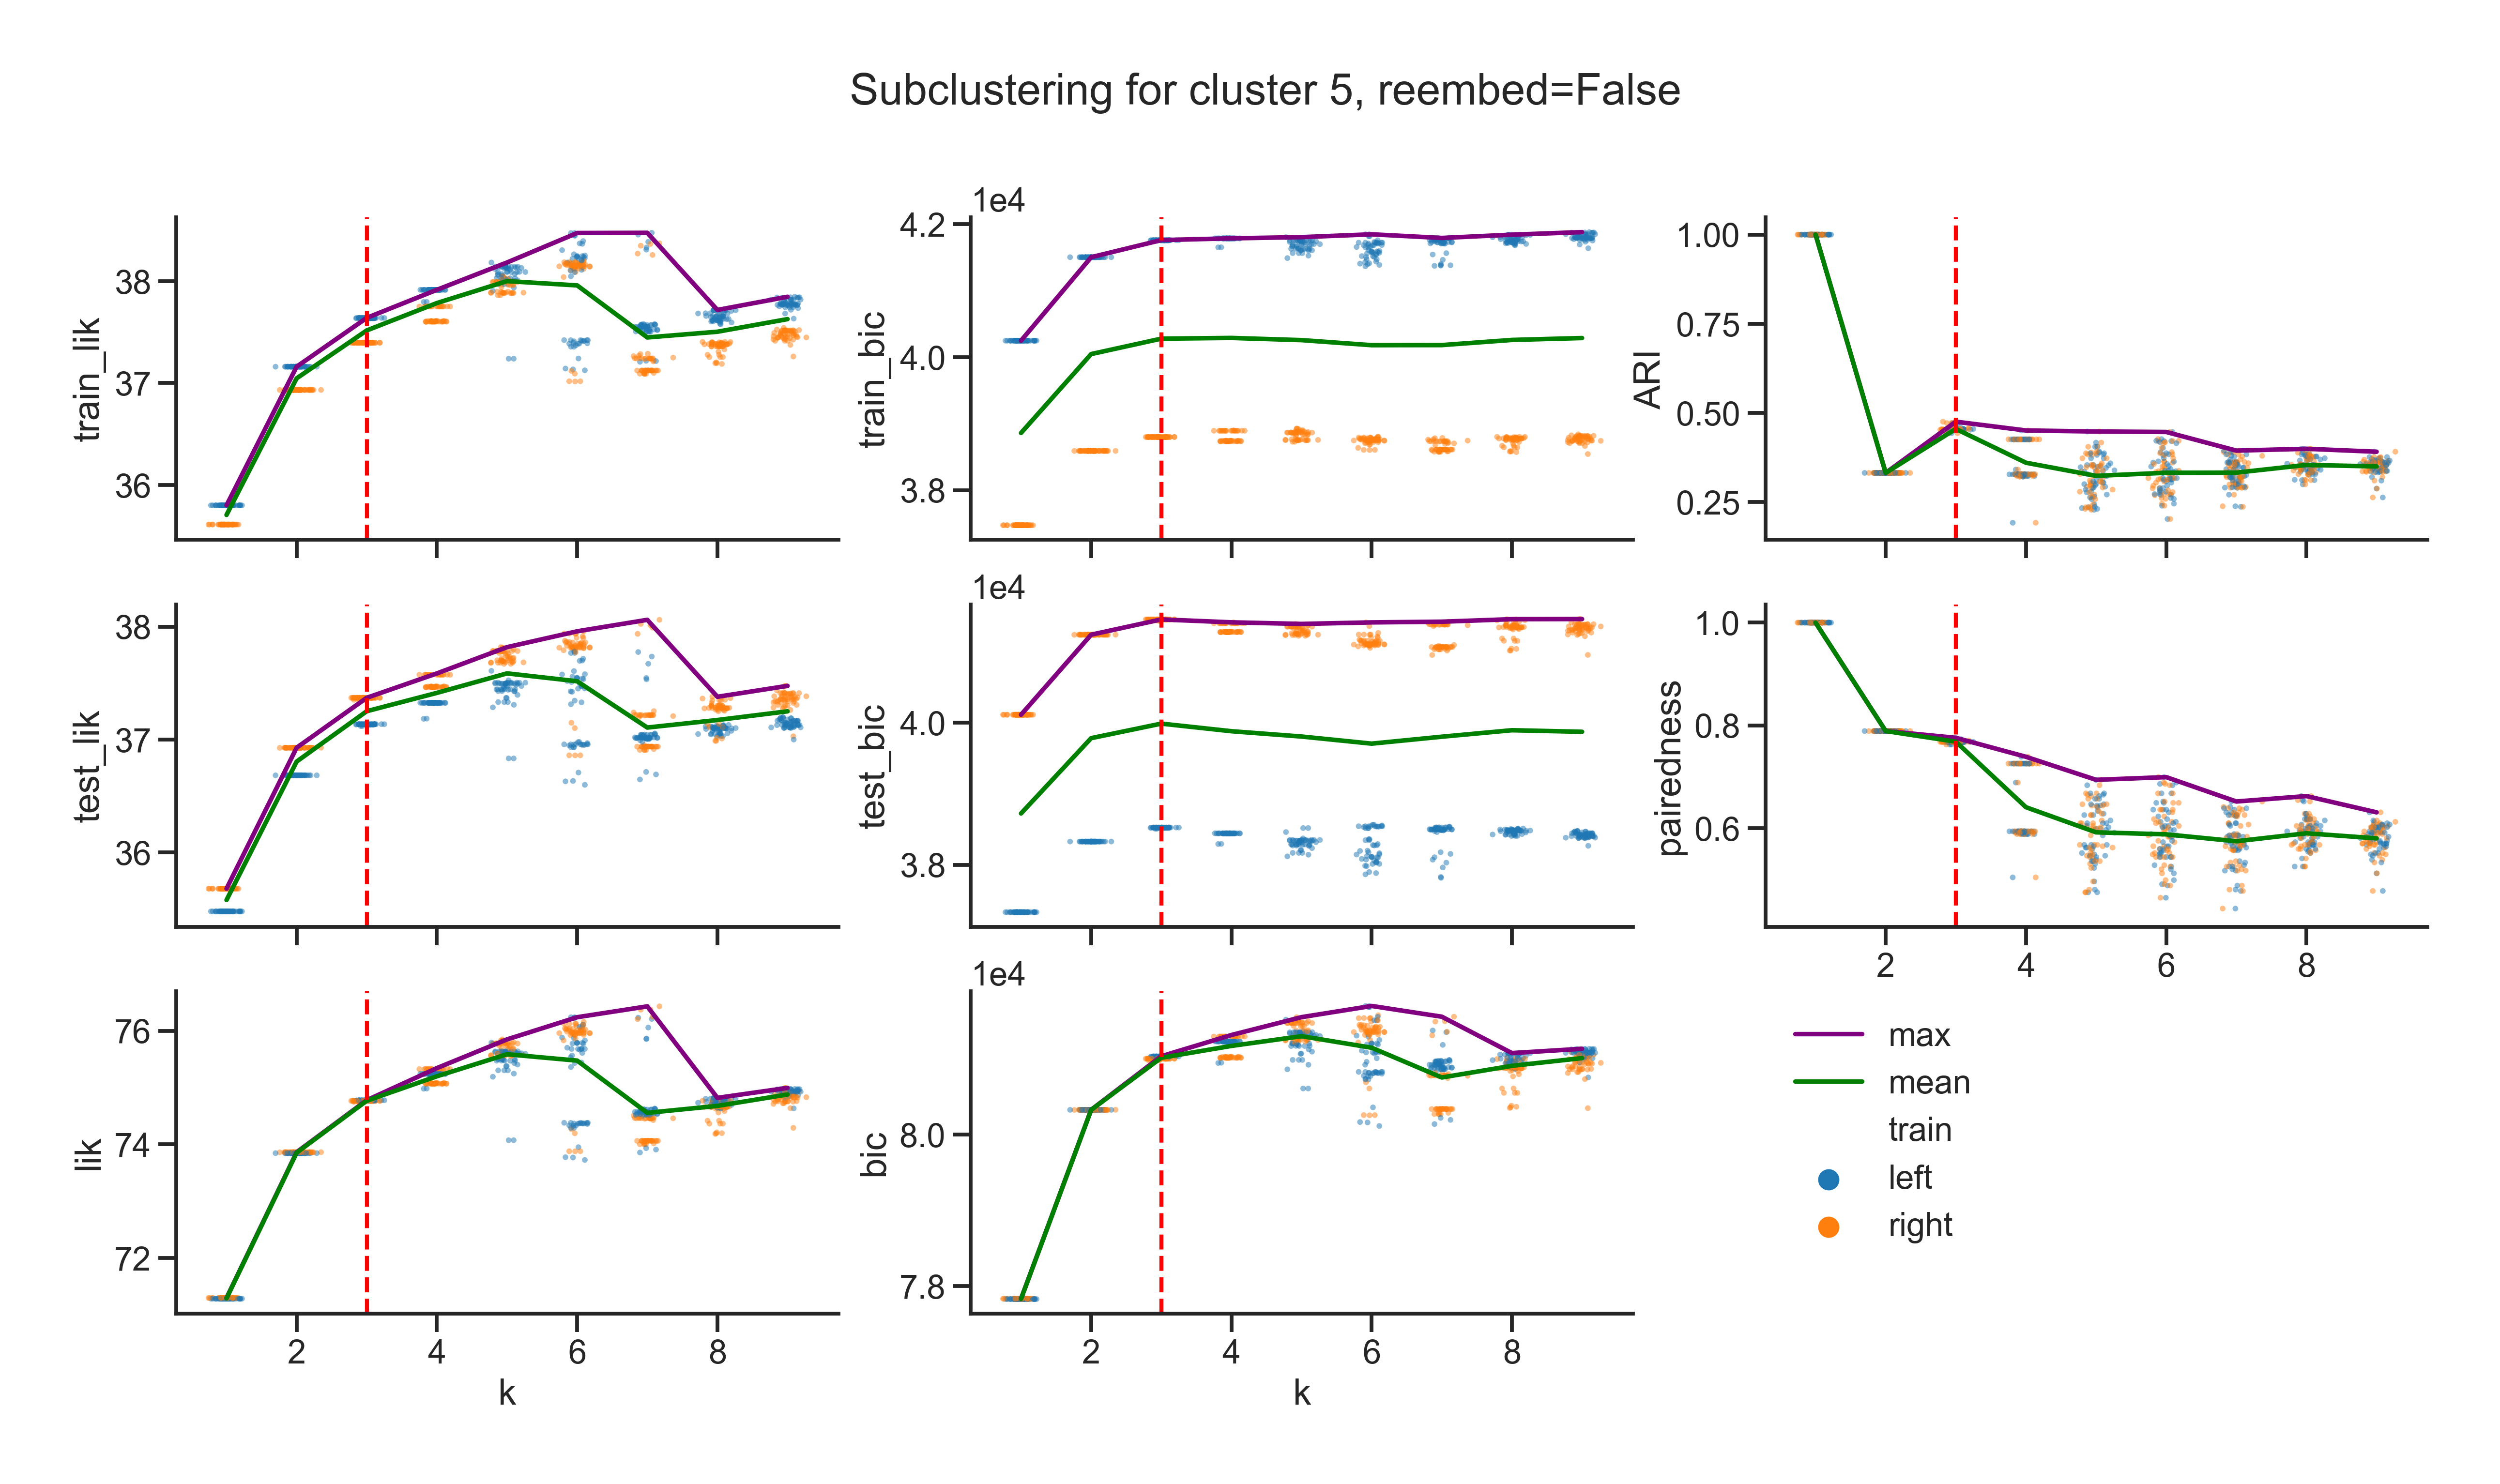 Subclustering for cluster 5, reembed=False
train_lik
38
37
36
1e4
train_bic
4.2
4.0
3.8
ARI
1.00
0.75
0.50
0.25
test_lik
38
37
36
1e4
test_bic
4.0
3.8
pairedness
1.0
0.8
0.6
2 4 6 8
lik
76
74
72
2 4 6 8
k
1e4
bic
8.0
7.8
2 4 6 8
k
max
mean
train
left
right